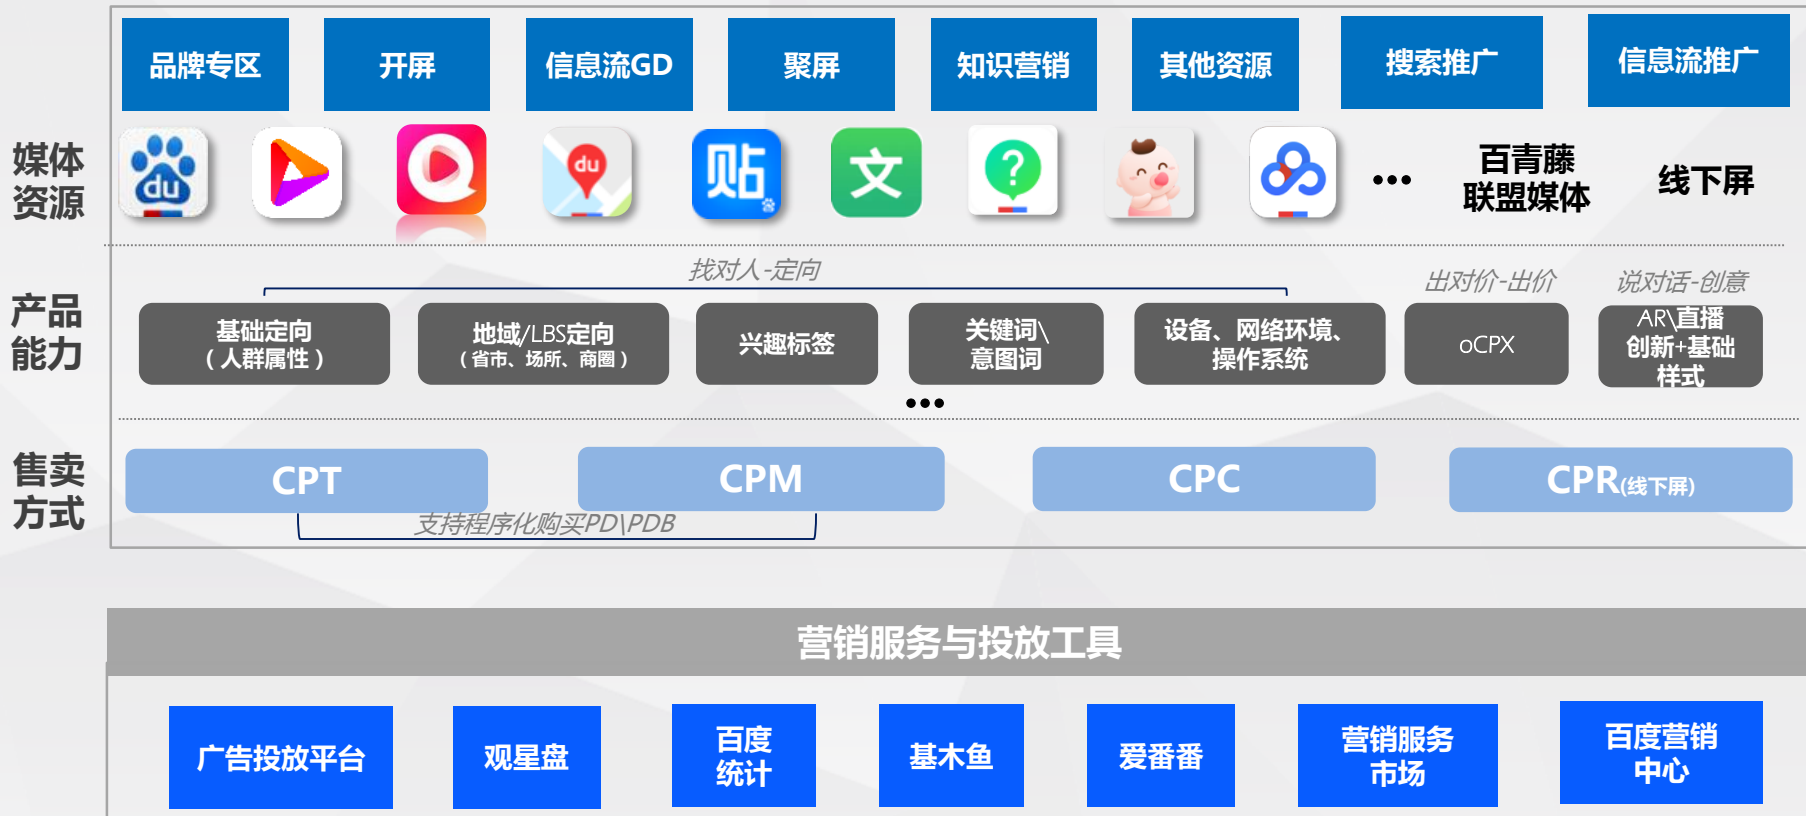 品牌专区
开屏
信息流GD
聚屏
知识营销
其他资源
搜索推广
信息流推广
媒体
资源
du
du
贴
文
?
•••
百青藤
联盟媒体
线下屏
找对人-定向
出对价-出价
说对话-创意
产品
能力
基础定向
（人群属性）
地域/LBS定向
（省市、场所、商圈）
兴趣标签
关键词\
意图词
设备、网络环境、
操作系统
oCPX
AR\直播
创新+基础
样式
•••
售卖
方式
CPT
CPM
CPC
CPR(线下屏)
支持程序化购买PD\PDB
营销服务与投放工具
广告投放平台
观星盘
百度
统计
基木鱼
爱番番
营销服务
市场
百度营销
中心